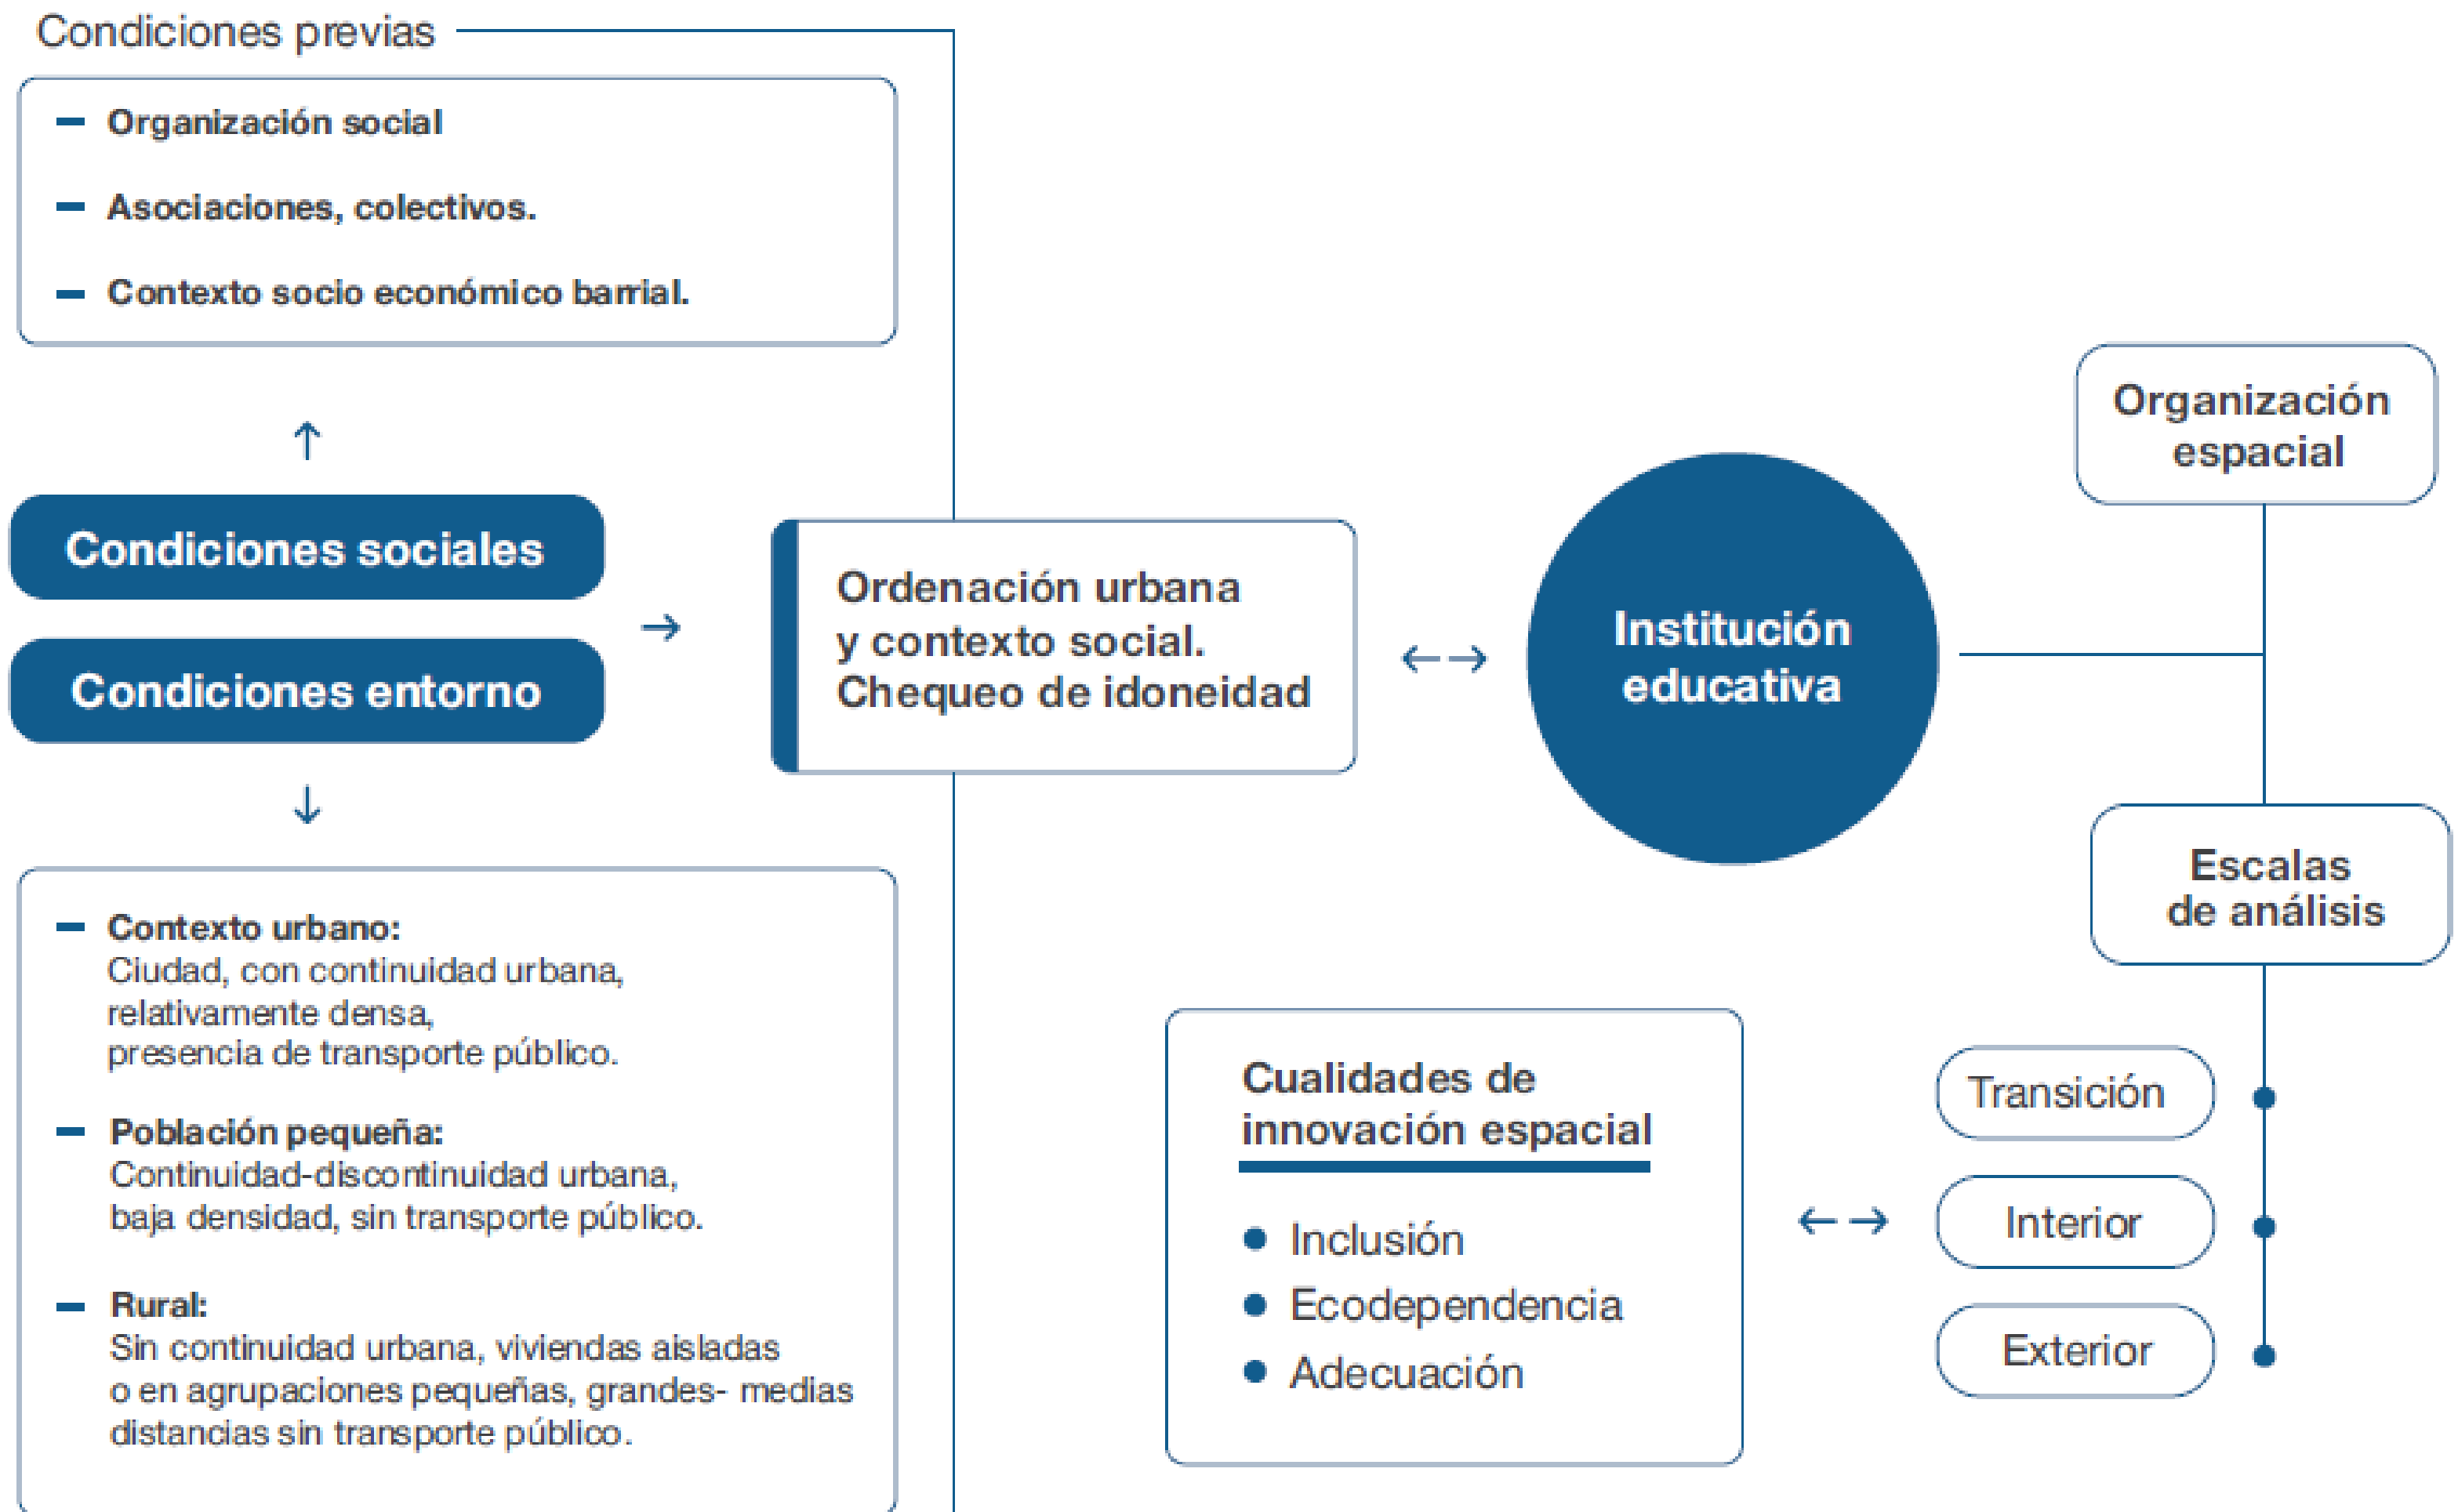 Condiciones previas
– Organización social
– Asociaciones, colectivos.
– Contexto socio económico barrial.
Condiciones sociales
Condiciones entorno
– Contexto urbano:
Ciudad, con continuidad urbana,
relativamente densa,
presencia de transporte público.
– Población pequeña:
Continuidad-discontinuidad urbana,
baja densidad, sin transporte público.
– Rural:
Sin continuidad urbana, viviendas aisladas
o en agrupaciones pequeñas, grandes- medias
distancias sin transporte público.
Ordenación urbana
y contexto social.
Chequeo de idoneidad
Institución
educativa
Organización
espacial
Escalas
de análisis
Transición
Interior
Exterior
Cualidades de
innovación espacial
• Inclusión
• Ecodependencia
• Adecuación